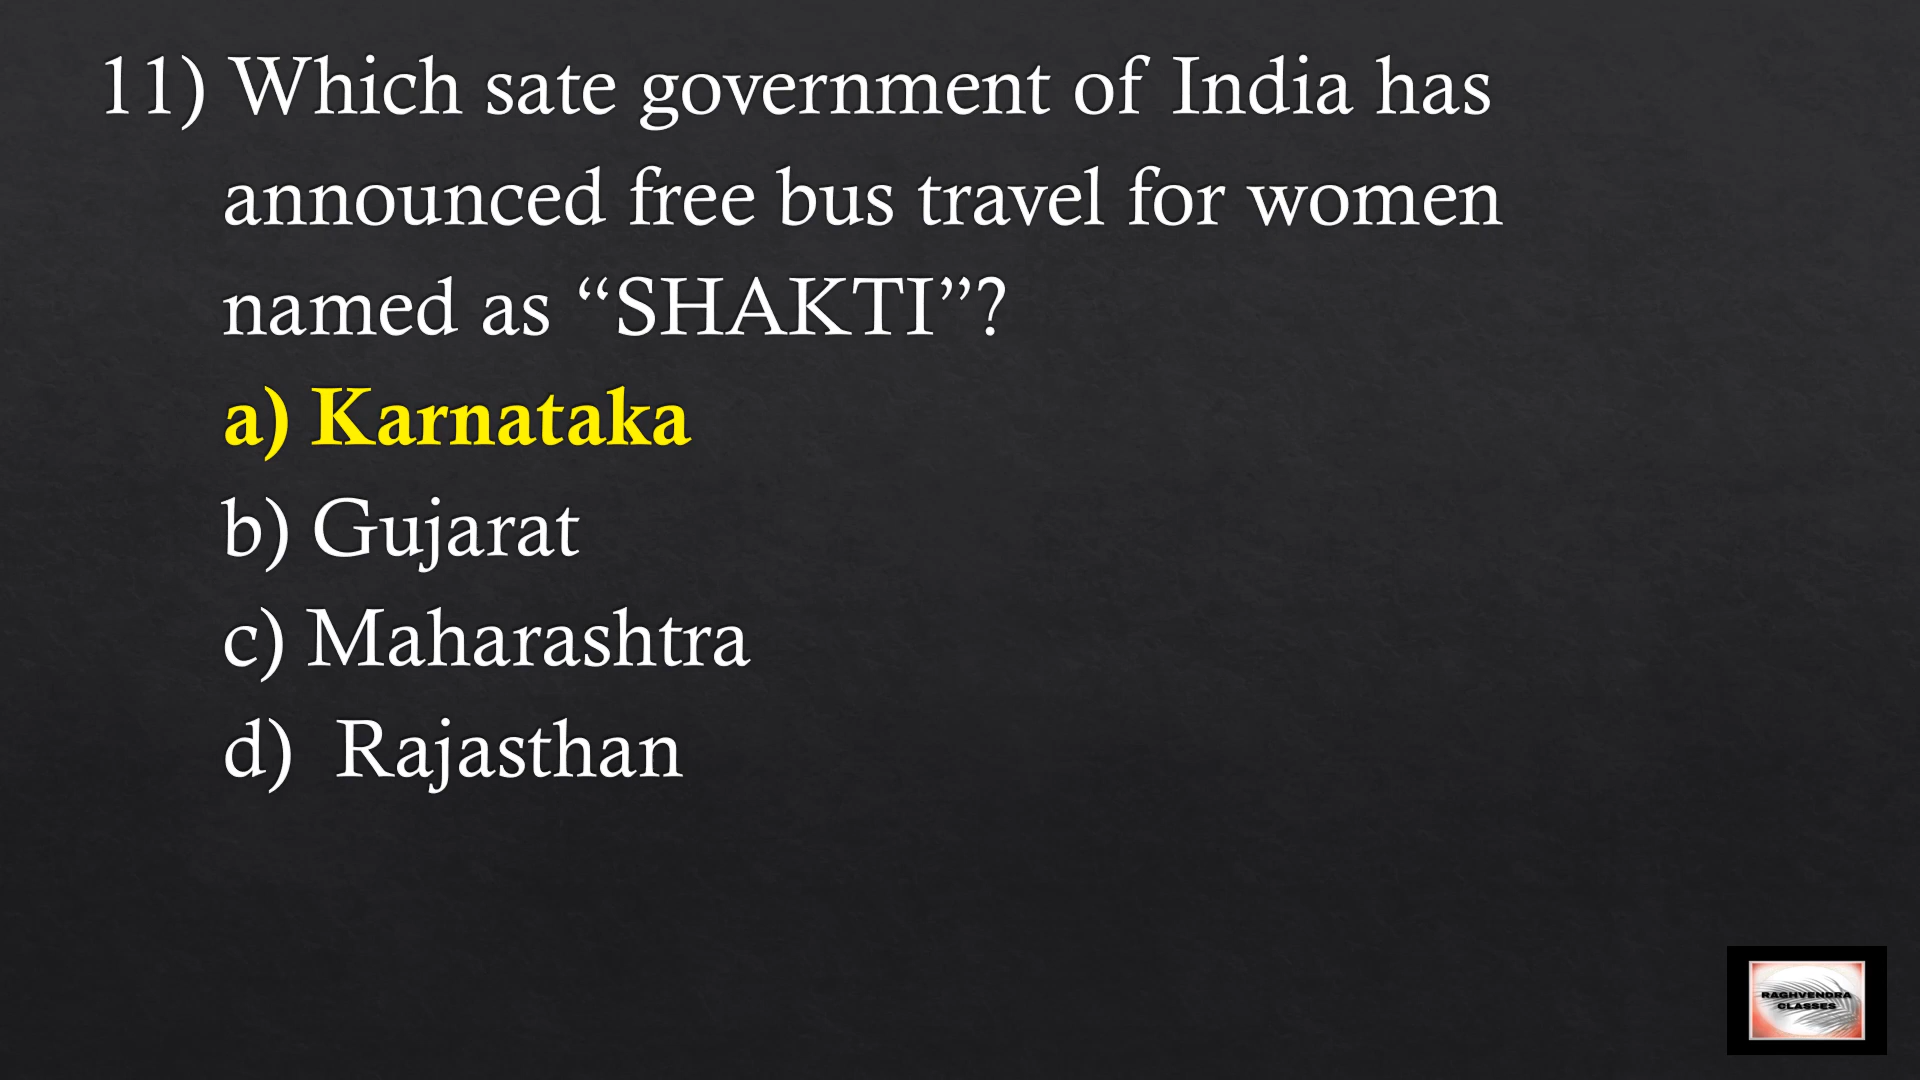 11) Which sate government of India has
announced free bus travel for women
named as “SHAKTI”?
a) Karnataka
b) Gujarat
c) Maharashtra
d) Rajasthan
RAGHVENDRA
CLASSES